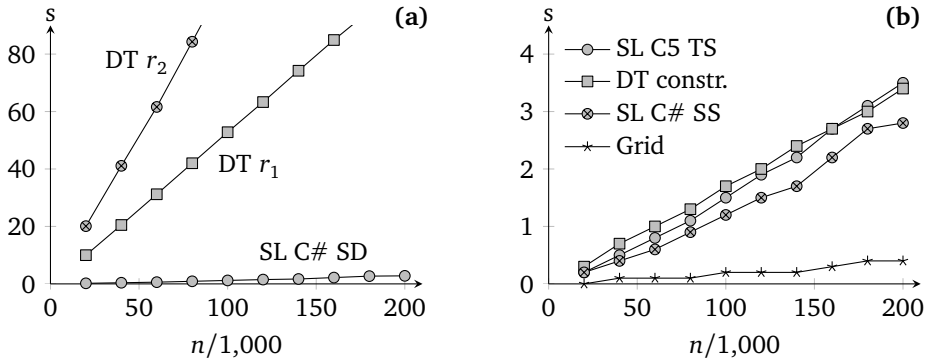 s
(a)
80
60
40
20
0
DT r₂
DT r₁
SL C# SD
0 50 100 150 200
n/1,000
s
(b)
4
3
2
1
0
SL C5 TS
DT constr.
SL C# SS
Grid
0 50 100 150 200
n/1,000